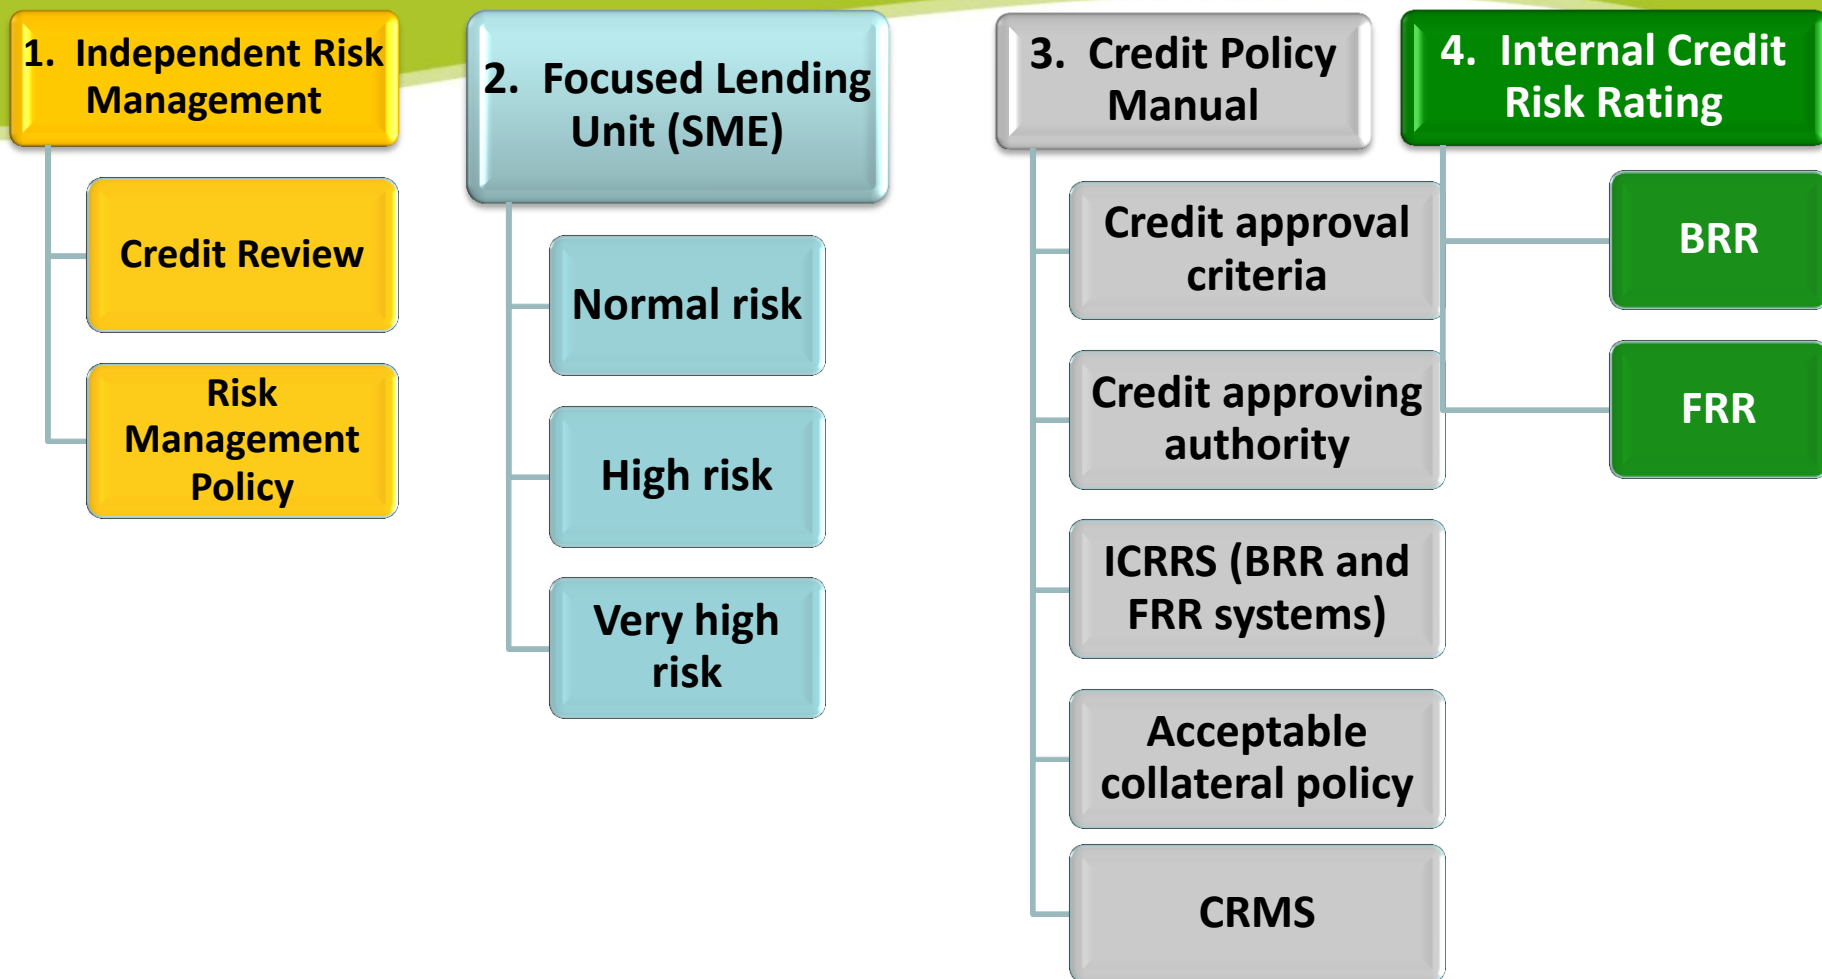 1. Independent Risk
Management
Credit Review
Risk
Management
Policy
2. Focused Lending
Unit (SME)
Normal risk
High risk
Very high
risk
3. Credit Policy
Manual
Credit approval
criteria
Credit approving
authority
ICRRS (BRR and
FRR systems)
Acceptable
collateral policy
CRMS
4. Internal Credit
Risk Rating
BRR
FRR